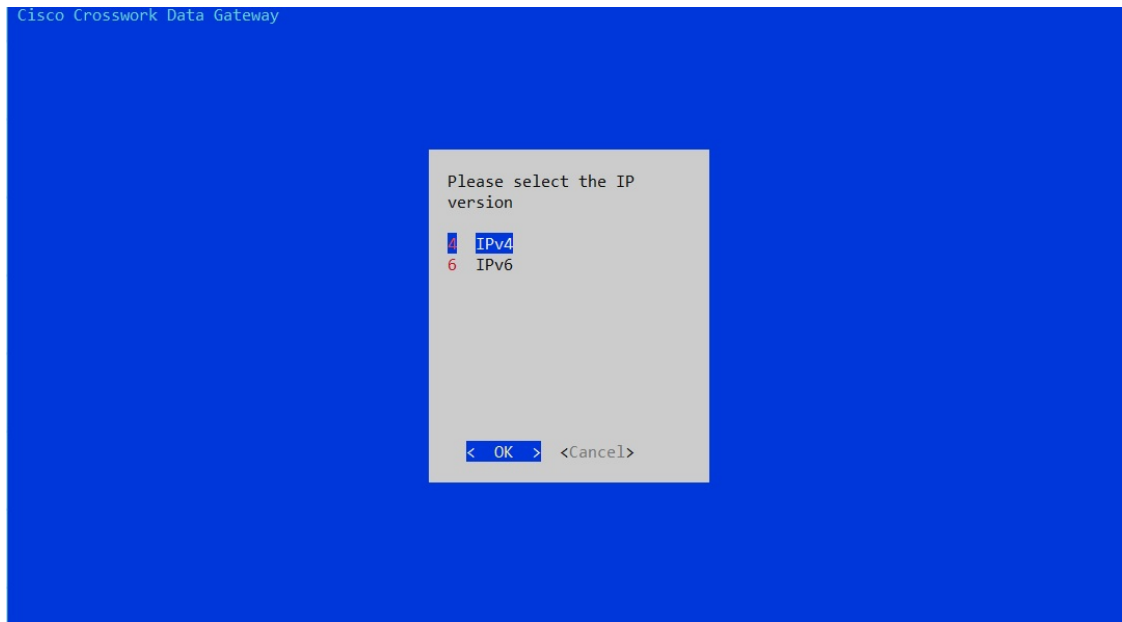 Cisco Crosswork Data Gateway
Please select the IP
version
4 IPv4
6 IPv6
< OK > <Cancel>